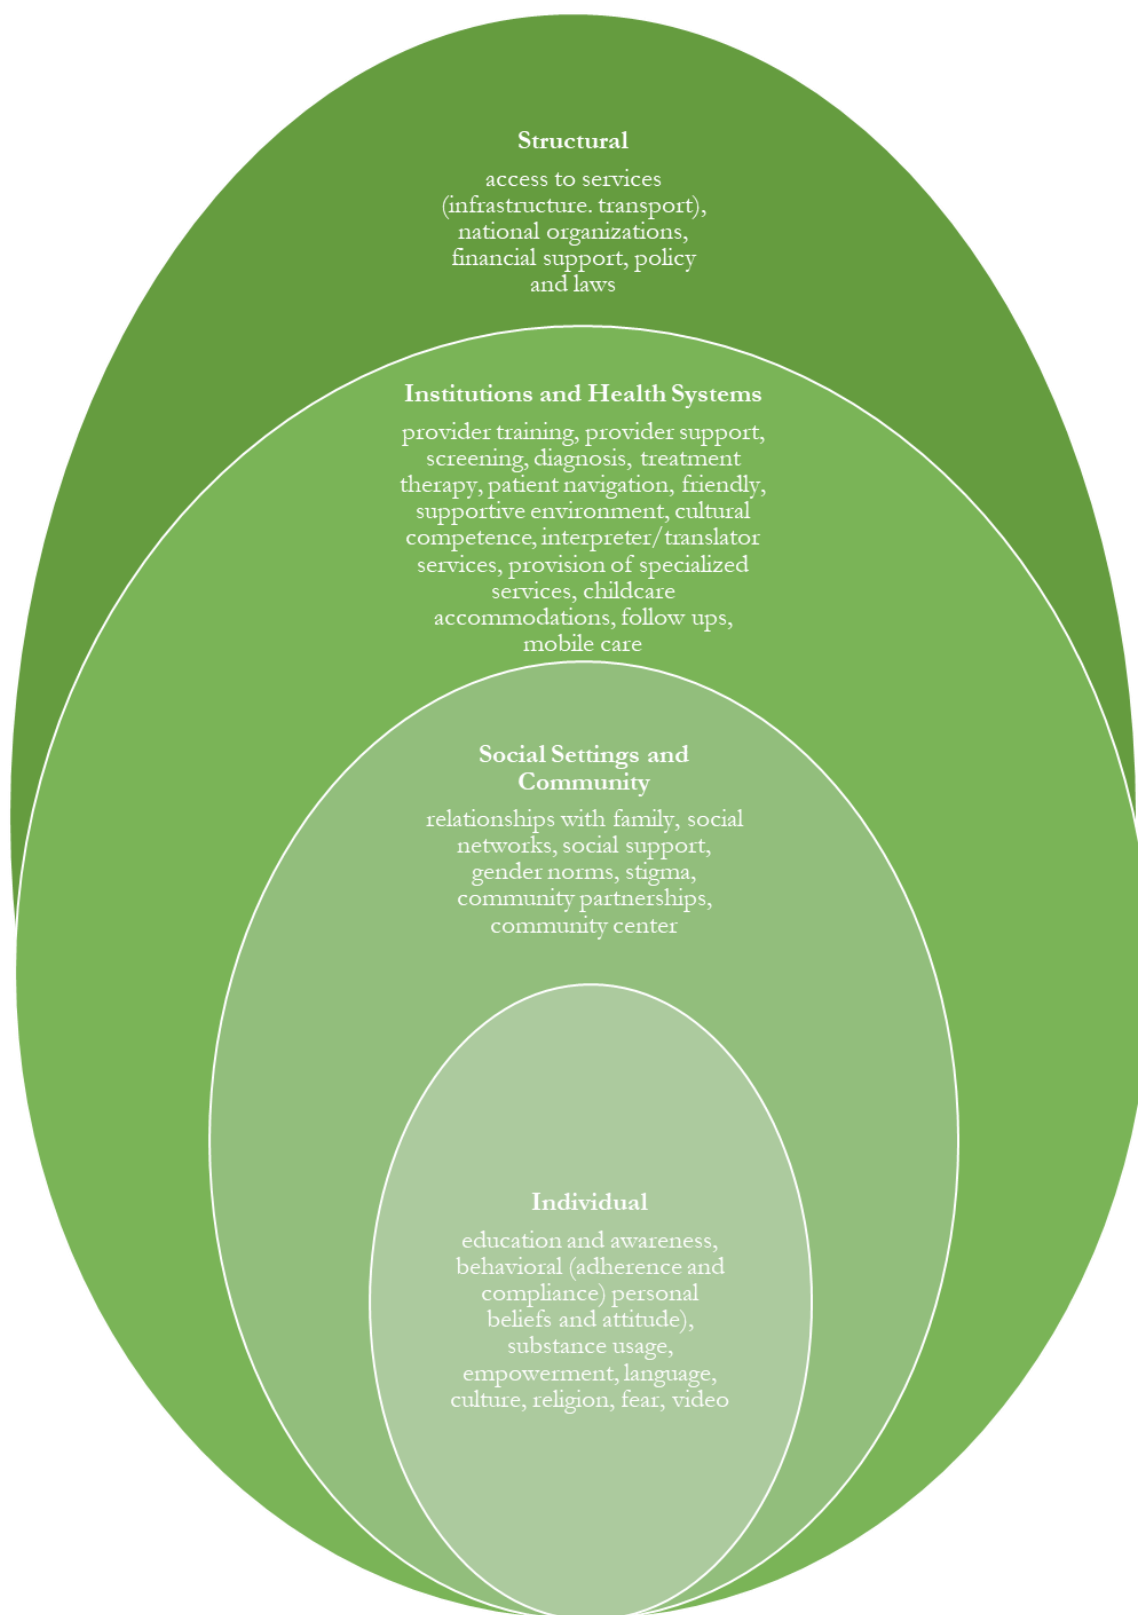 Structural
access to services
(infrastructure. transport),
national organizations,
financial support, policy
and laws
Institutions and Health Systems
provider training, provider support,
screening, diagnosis, treatment
therapy, patient navigation, friendly,
supportive environment, cultural
competence, interpreter/translator
services, provision of specialized
services, childcare
accommodations, follow ups,
mobile care
Social Settings and
Community
relationships with family, social
networks, social support,
gender norms, stigma,
community partnerships,
community center
Individual
education and awareness,
behavioral (adherence and
compliance) personal
beliefs and attitude),
substance usage,
empowerment, language,
culture, religion, fear, video